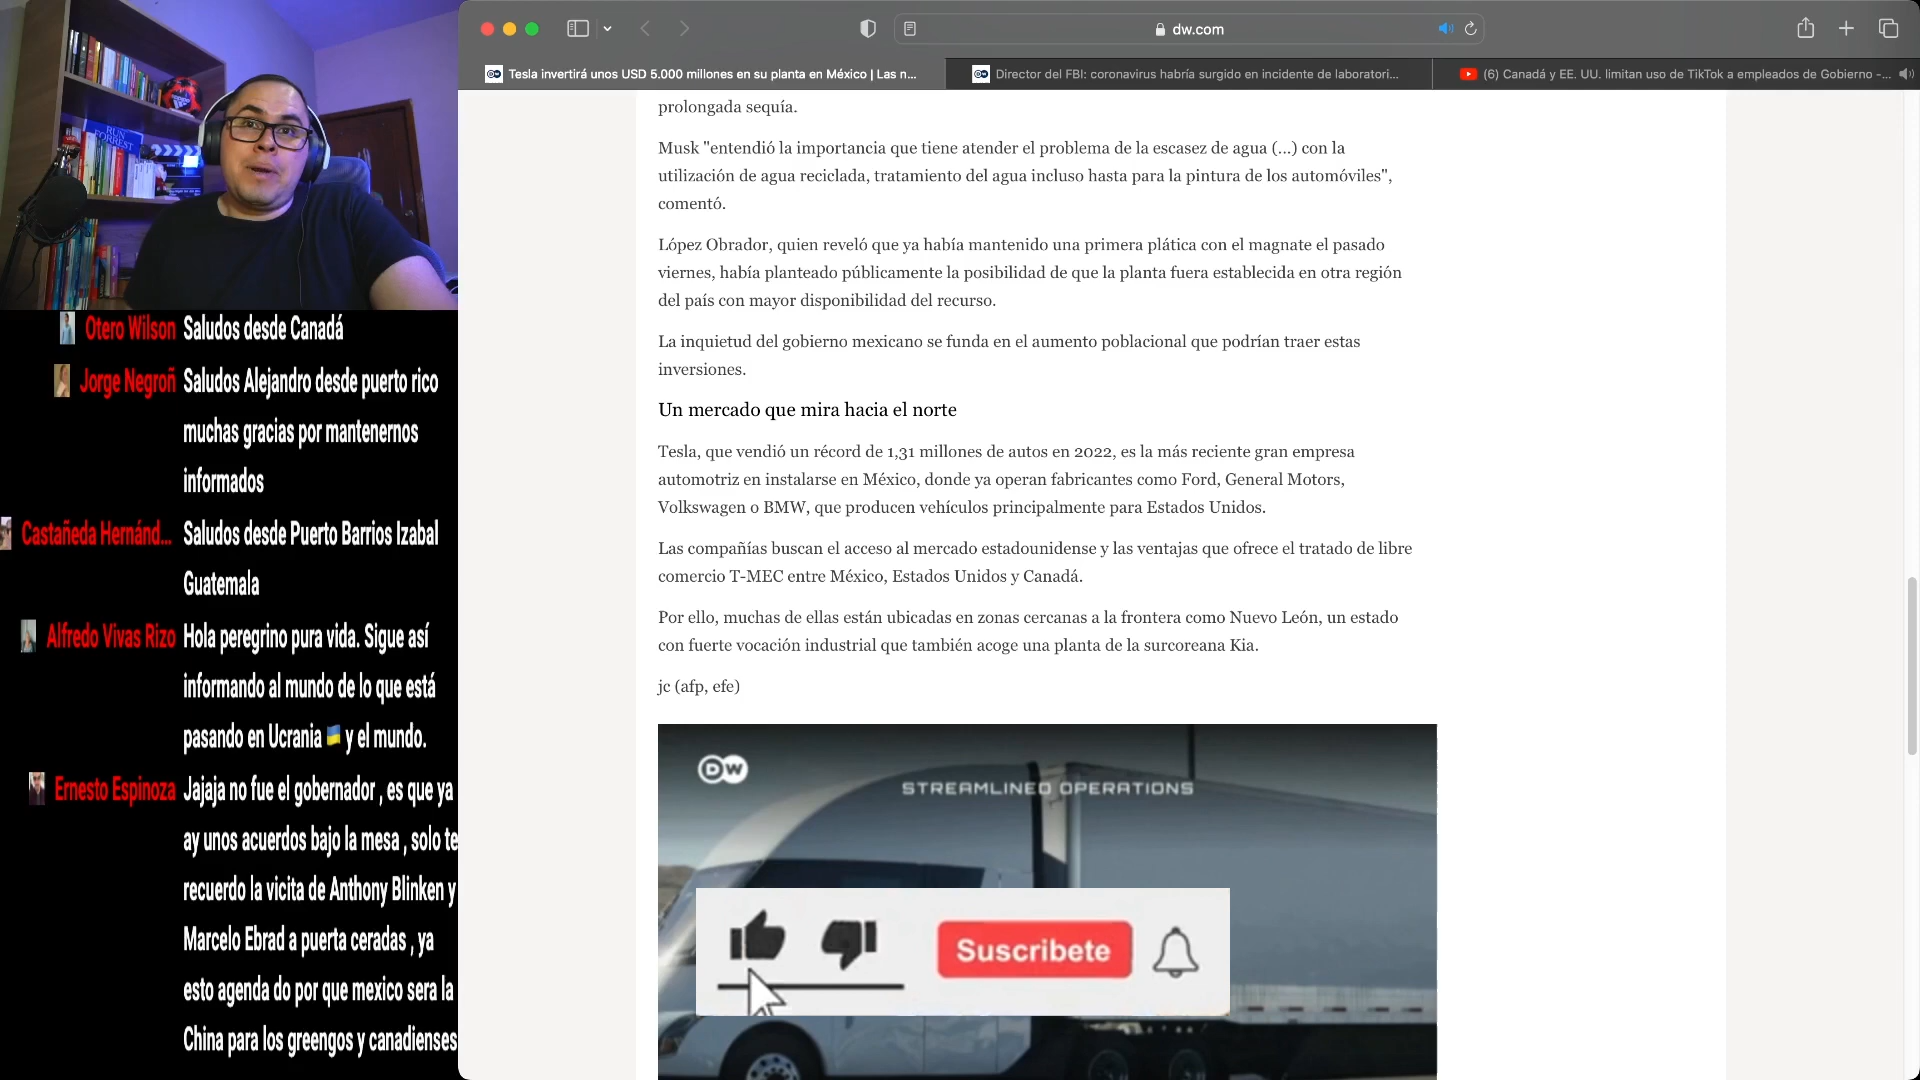 dw.com
Tesla invertirá unos USD 5.000 millones en su planta en México | Las n...
Director del FBI: coronavirus habría surgido en incidente de laboratori...
(6) Canadá y EE. UU. limitan uso de TikTok a empleados de Gobierno -...
RUN
FORREST
Otero Wilson Saludos desde Canadá
Jorge Negroñ Saludos Alejandro desde puerto rico
muchas gracias por mantenernos
informados
Castañeda Hernánd... Saludos desde Puerto Barrios Izabal
Guatemala
Alfredo Vivas Rizo Hola peregrino pura vida. Sigue así
informando al mundo de lo que está
pasando en Ucrania 🇺🇦 y el mundo.
Ernesto Espinoza Jajaja no fue el gobernador , es que ya
ay unos acuerdos bajo la mesa , solo te
recuerdo la vicita de Anthony Blinken y
Marcelo Ebrad a puerta ceradas , ya
esto agenda do por que mexico sera la
China para los greengos y canadienses
prolongada sequía.
Musk "entendió la importancia que tiene atender el problema de la escasez de agua (...) con la
utilización de agua reciclada, tratamiento del agua incluso hasta para la pintura de los automóviles",
comentó.
López Obrador, quien reveló que ya había mantenido una primera plática con el magnate el pasado
viernes, había planteado públicamente la posibilidad de que la planta fuera establecida en otra región
del país con mayor disponibilidad del recurso.
La inquietud del gobierno mexicano se funda en el aumento poblacional que podrían traer estas
inversiones.
Un mercado que mira hacia el norte
Tesla, que vendió un récord de 1,31 millones de autos en 2022, es la más reciente gran empresa
automotriz en instalarse en México, donde ya operan fabricantes como Ford, General Motors,
Volkswagen o BMW, que producen vehículos principalmente para Estados Unidos.
Las compañías buscan el acceso al mercado estadounidense y las ventajas que ofrece el tratado de libre
comercio T-MEC entre México, Estados Unidos y Canadá.
Por ello, muchas de ellas están ubicadas en zonas cercanas a la frontera como Nuevo León, un estado
con fuerte vocación industrial que también acoge una planta de la surcoreana Kia.
jc (afp, efe)
DW
STREAMLINED OPERATIONS
Suscribete